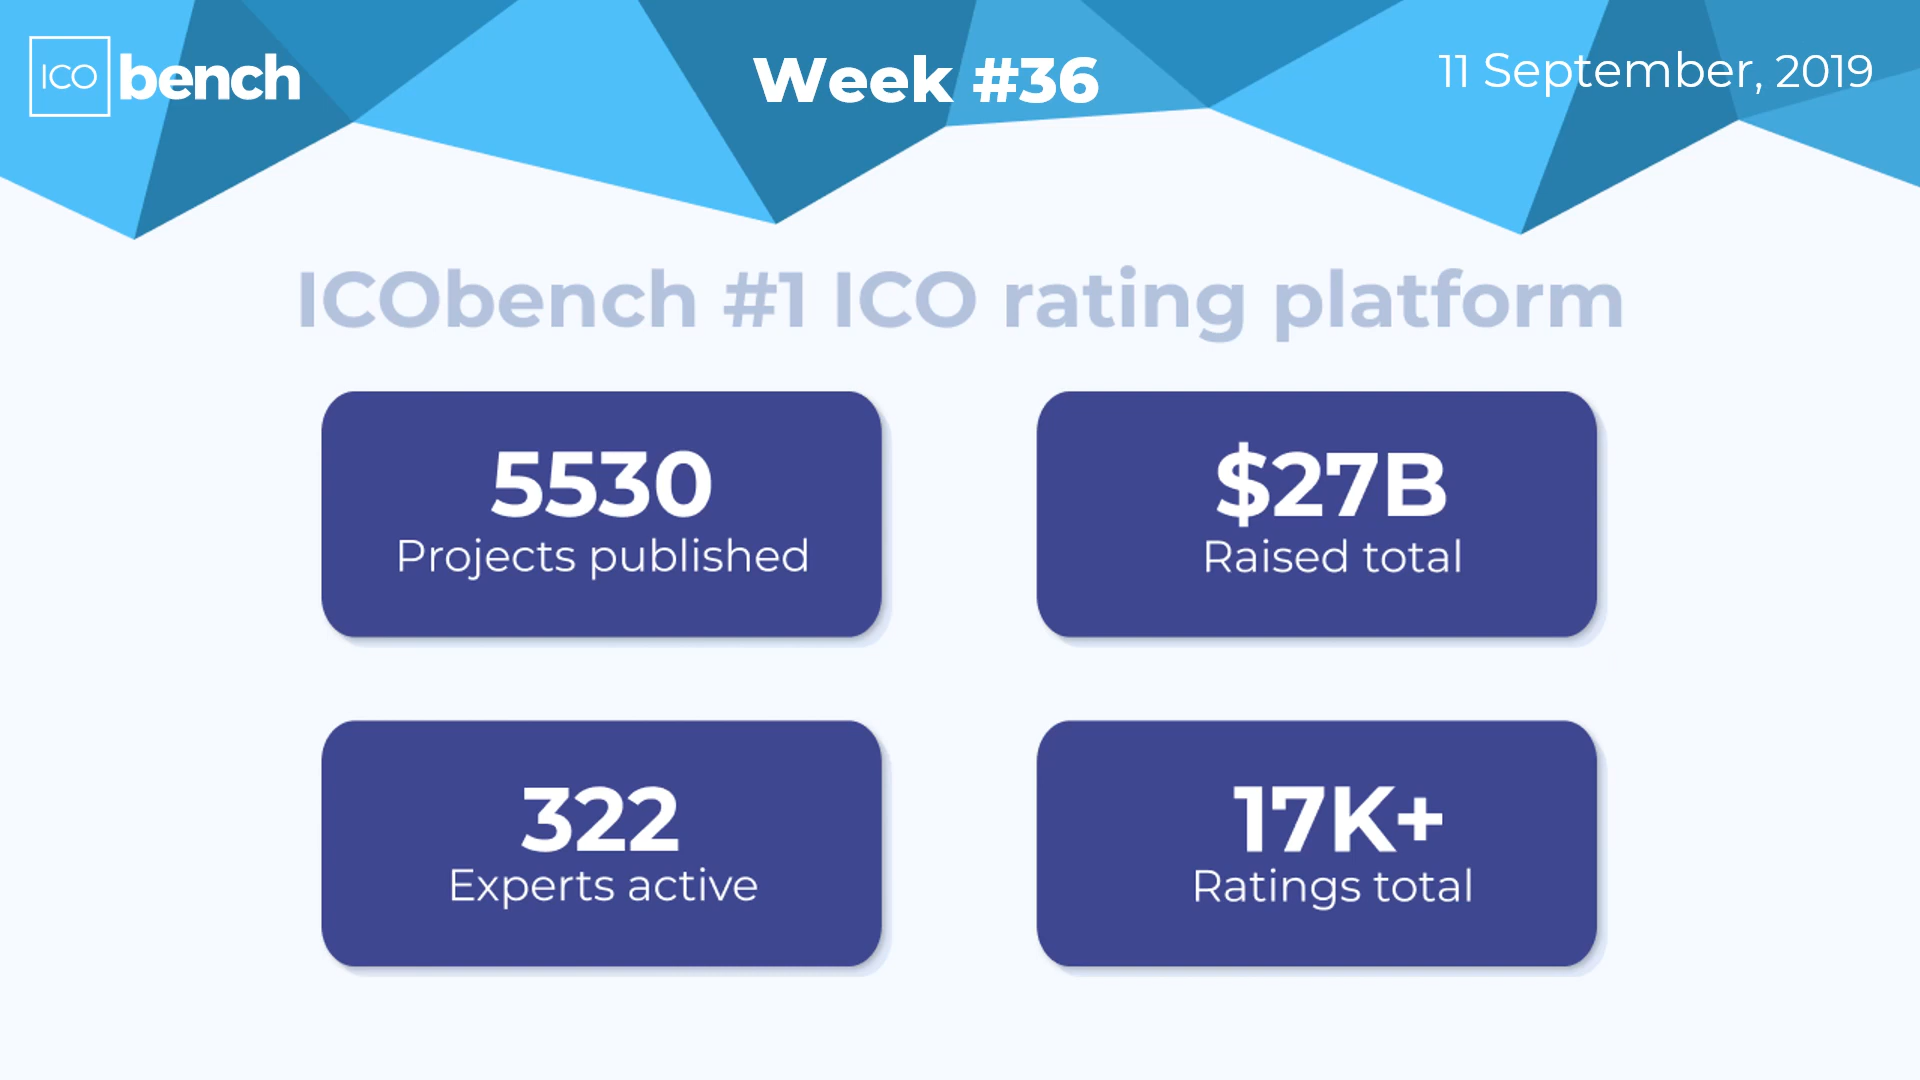 ICO bench
Week #36
11 September, 2019
ICObench #1 ICO rating platform
5530
Projects published
$27B
Raised total
322
Experts active
17K+
Ratings total